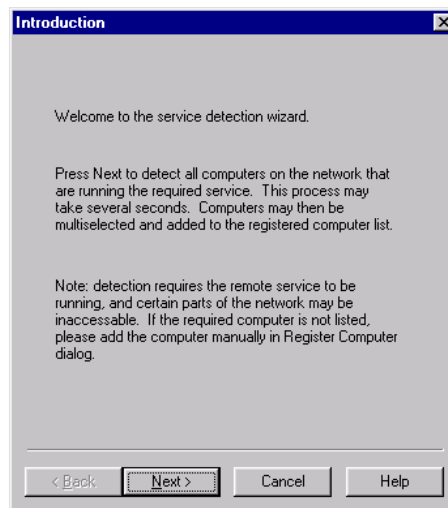 Introduction
Welcome to the service detection wizard.
Press Next to detect all computers on the network that
are running the required service. This process may
take several seconds. Computers may then be
multiselected and added to the registered computer list.
Note: detection requires the remote service to be
running, and certain parts of the network may be
inaccessable. If the required computer is not listed,
please add the computer manually in Register Computer
dialog.
< Back Next > Cancel Help